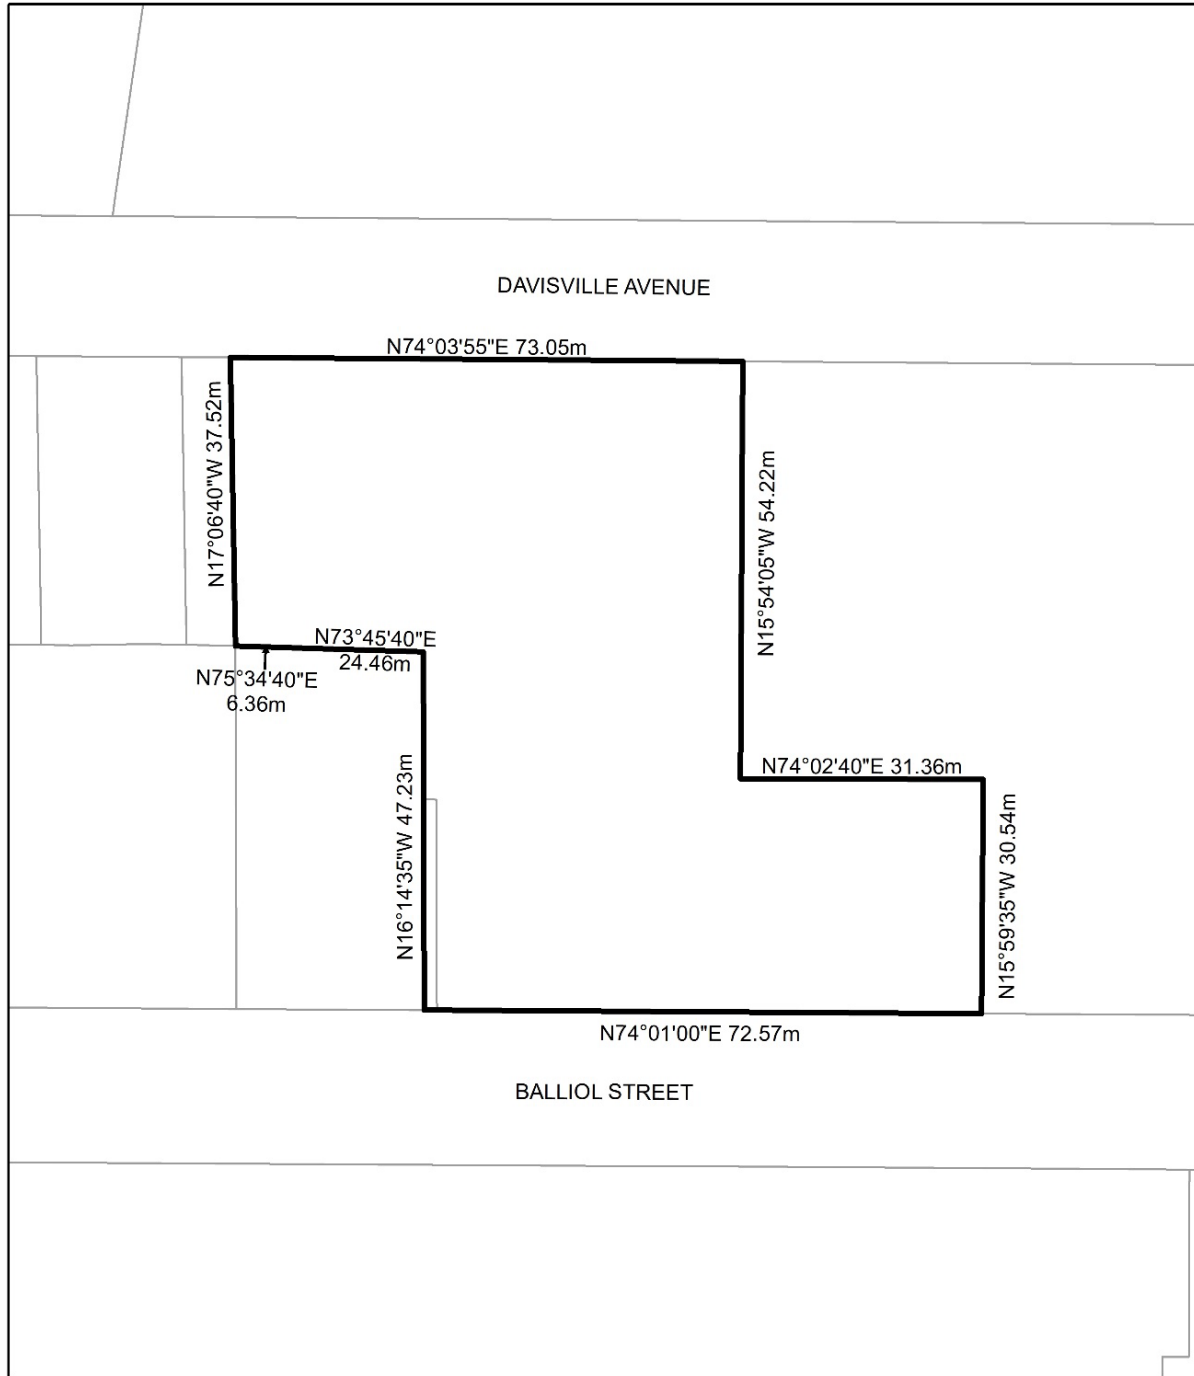 DAVISVILLE AVENUE
N74°03'55"E 73.05m
N17°06'40"W 37.52m
N15°54'05"W 54.22m
N73°45'40"E
24.46m
N75°34'40"E
6.36m
N74°02'40"E 31.36m
N16°14'35"W 47.23m
N15°59'35"W 30.54m
N74°01'00"E 72.57m
BALLIOL STREET